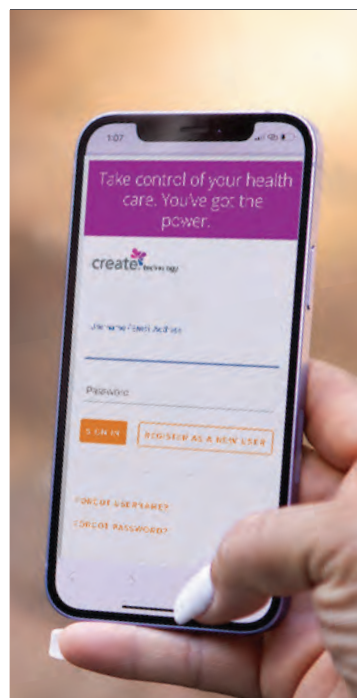 1:07
Take control of your health
care. You've got the
power.
create technology
Username / Email Address
Password
SIGN IN
REGISTER AS A NEW USER
FORGOT USERNAME?
FORGOT PASSWORD?